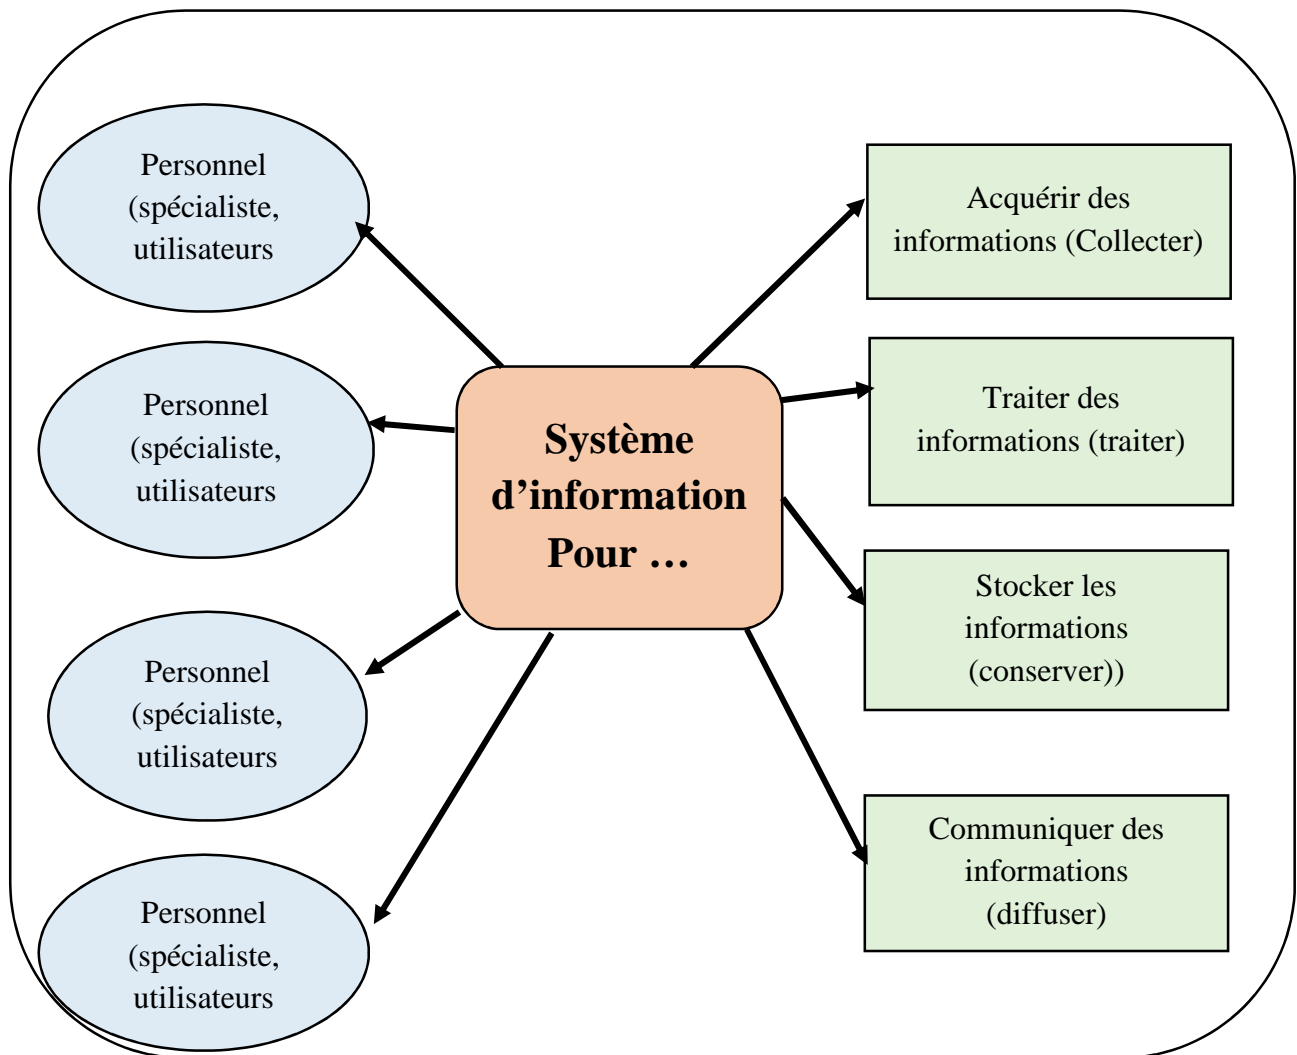 Personnel
(spécialiste,
utilisateurs
Personnel
(spécialiste,
utilisateurs
Personnel
(spécialiste,
utilisateurs
Personnel
(spécialiste,
utilisateurs
Système
d’information
Pour …
Acquérir des
informations (Collecter)
Traiter des
informations (traiter)
Stocker les
informations
(conserver))
Communiquer des
informations
(diffuser)